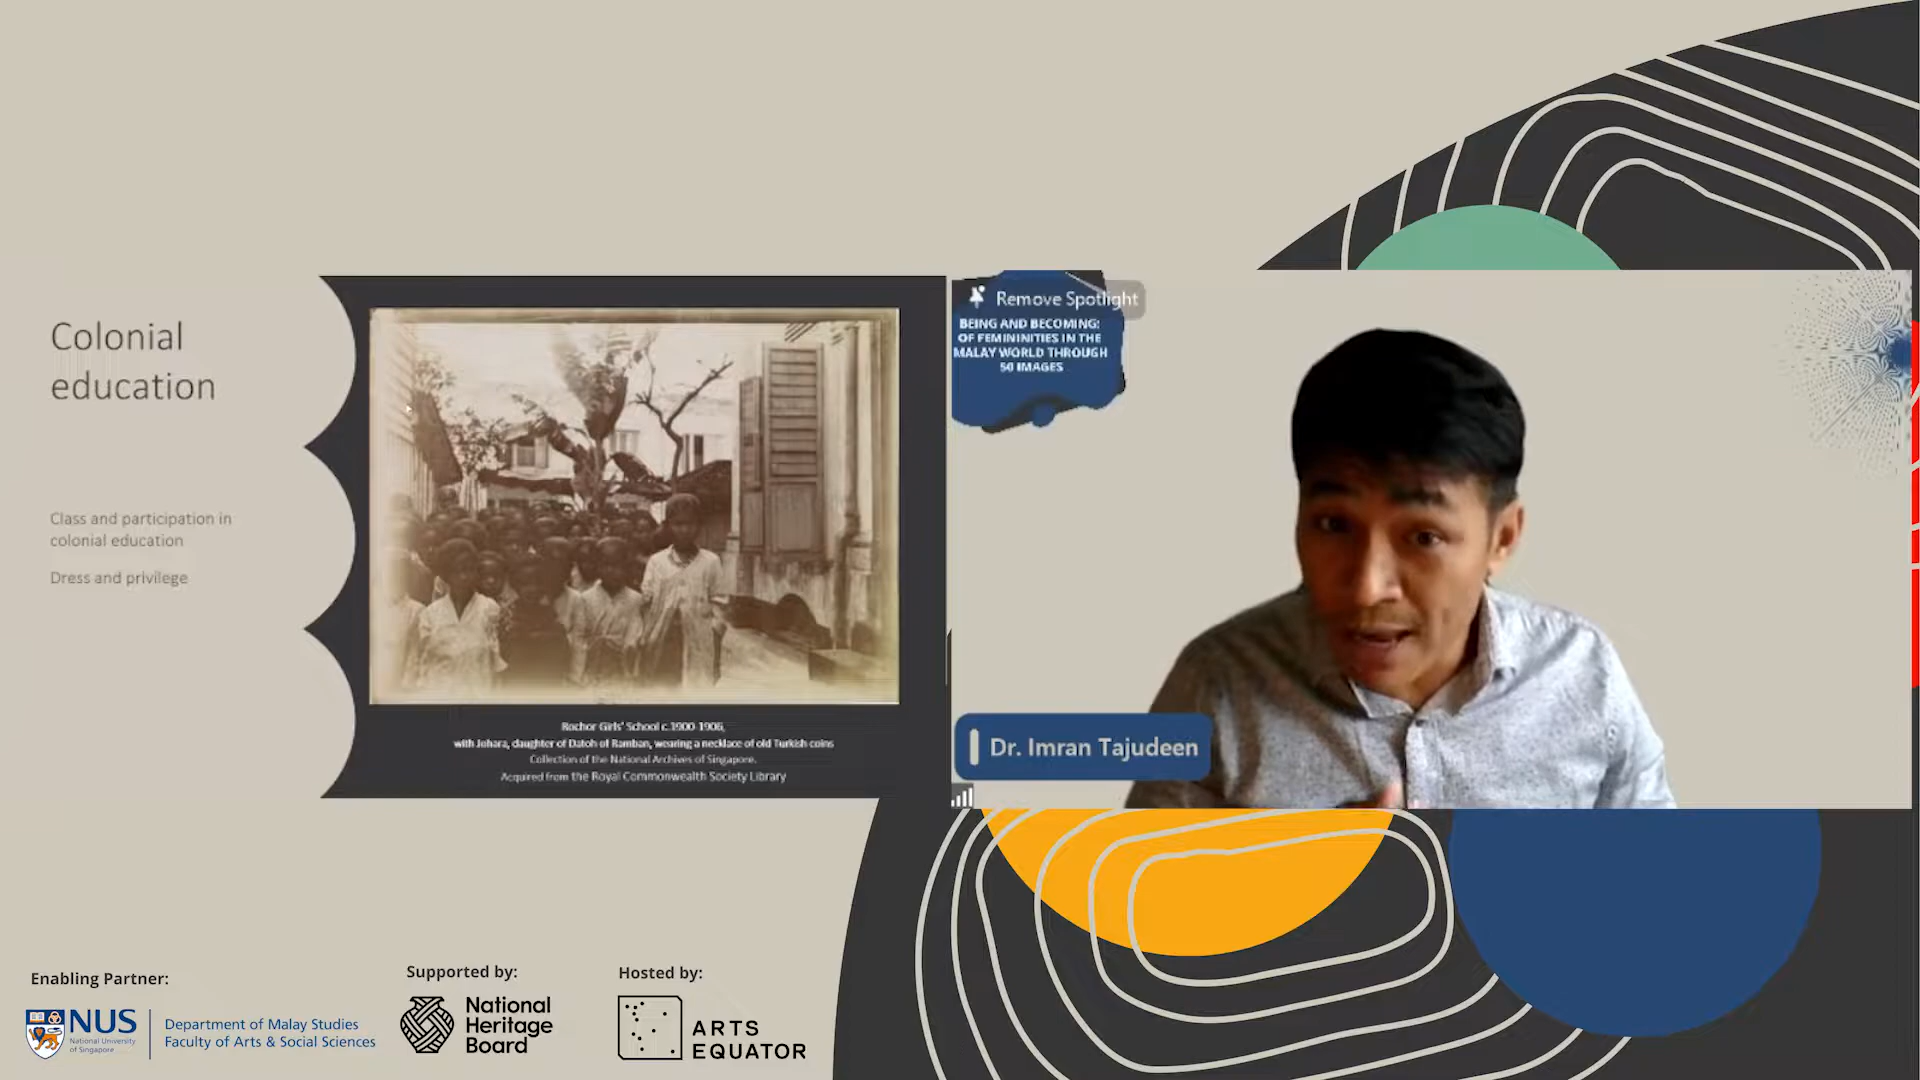 Colonial
education
Class and participation in
colonial education
Dress and privilege
Rochor Girls' School c.1900-1906,
with Johara, daughter of Datoh of Ramban, wearing a necklace of old Turkish coins
Collection of the National Archives of Singapore.
Acquired from the Royal Commonwealth Society Library
Remove Spotlight
BEING AND BECOMING:
OF FEMININITIES IN THE
MALAY WORLD THROUGH
50 IMAGES
Dr. Imran Tajudeen
Enabling Partner:
NUS
National University
of Singapore
Department of Malay Studies
Faculty of Arts & Social Sciences
Supported by:
National
Heritage
Board
Hosted by:
ARTS
EQUATOR